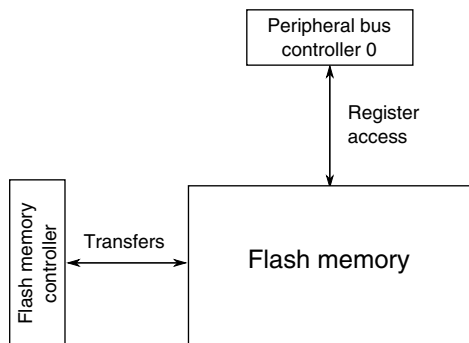 Peripheral bus
controller 0
Register
access
Flash memory
controller
Transfers
Flash memory